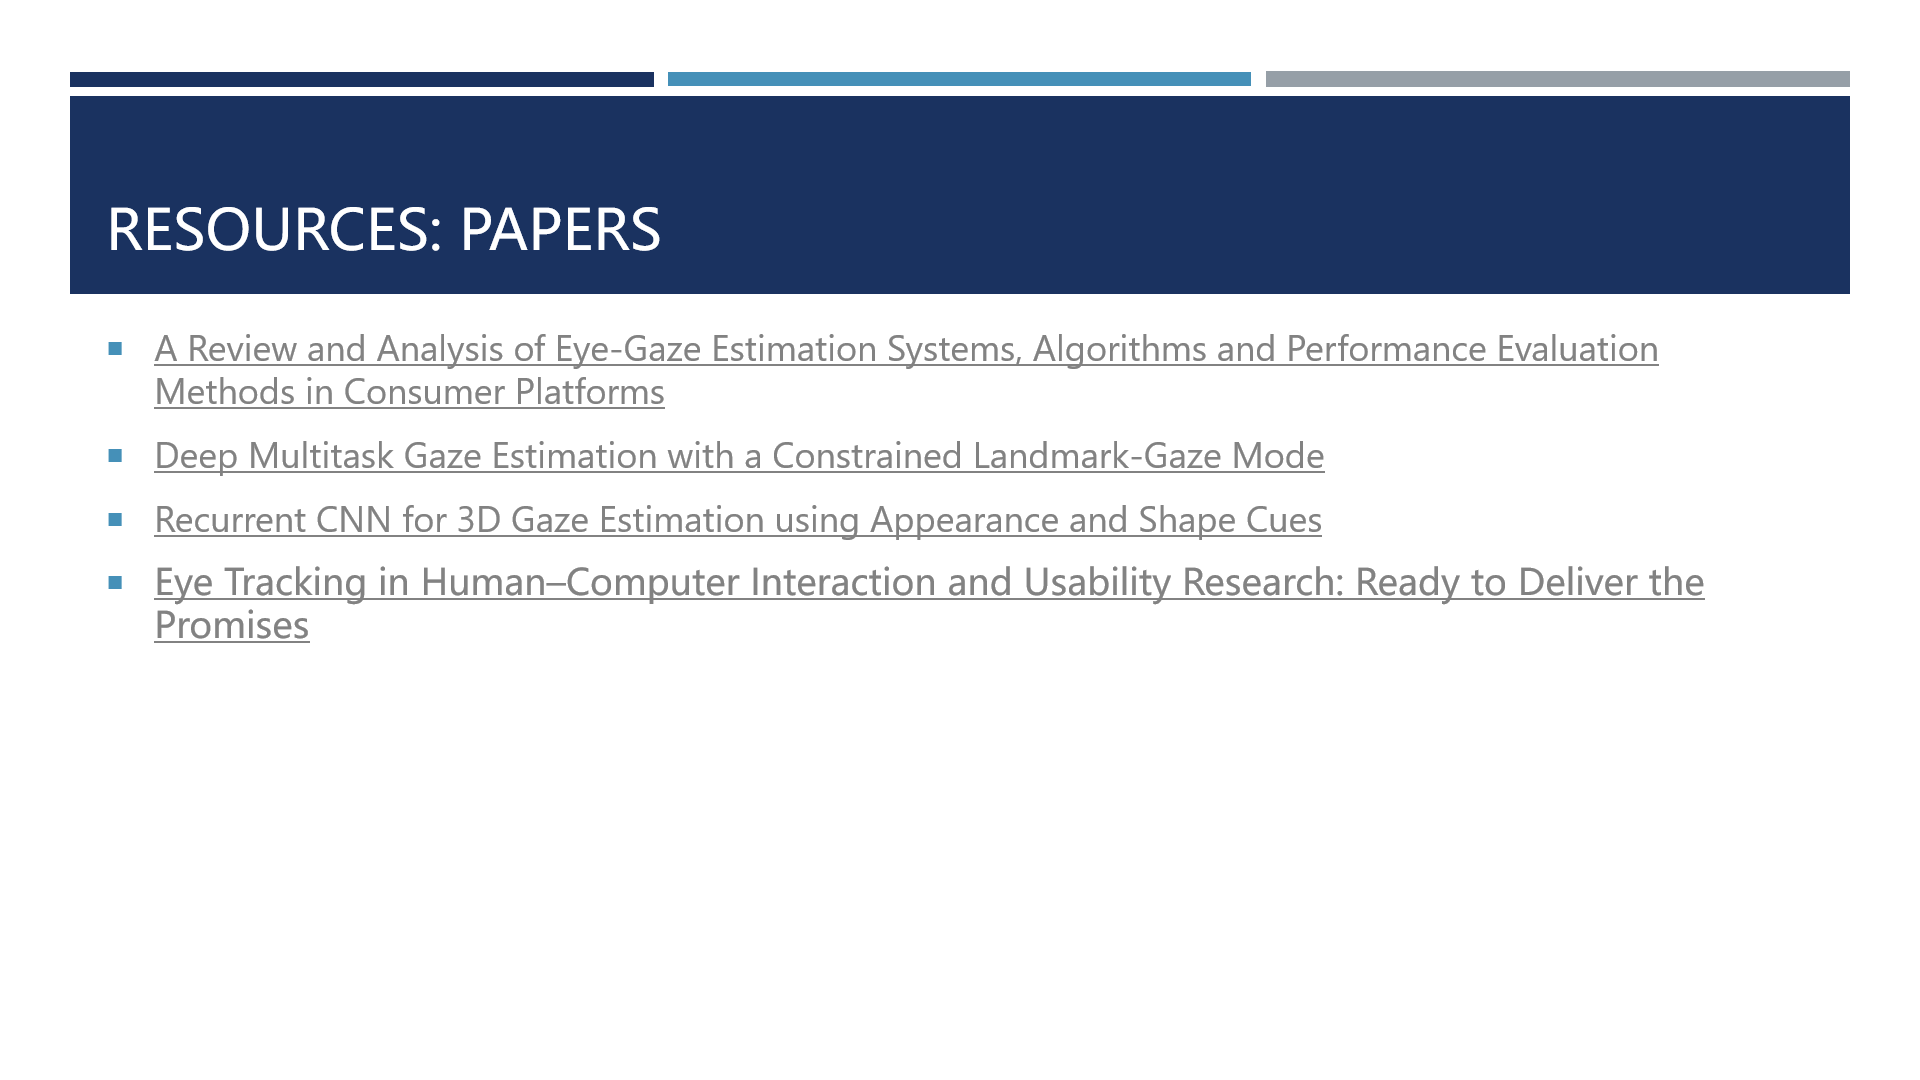 RESOURCES: PAPERS
A Review and Analysis of Eye-Gaze Estimation Systems, Algorithms and Performance Evaluation
Methods in Consumer Platforms
Deep Multitask Gaze Estimation with a Constrained Landmark-Gaze Mode
Recurrent CNN for 3D Gaze Estimation using Appearance and Shape Cues
Eye Tracking in Human–Computer Interaction and Usability Research: Ready to Deliver the
Promises